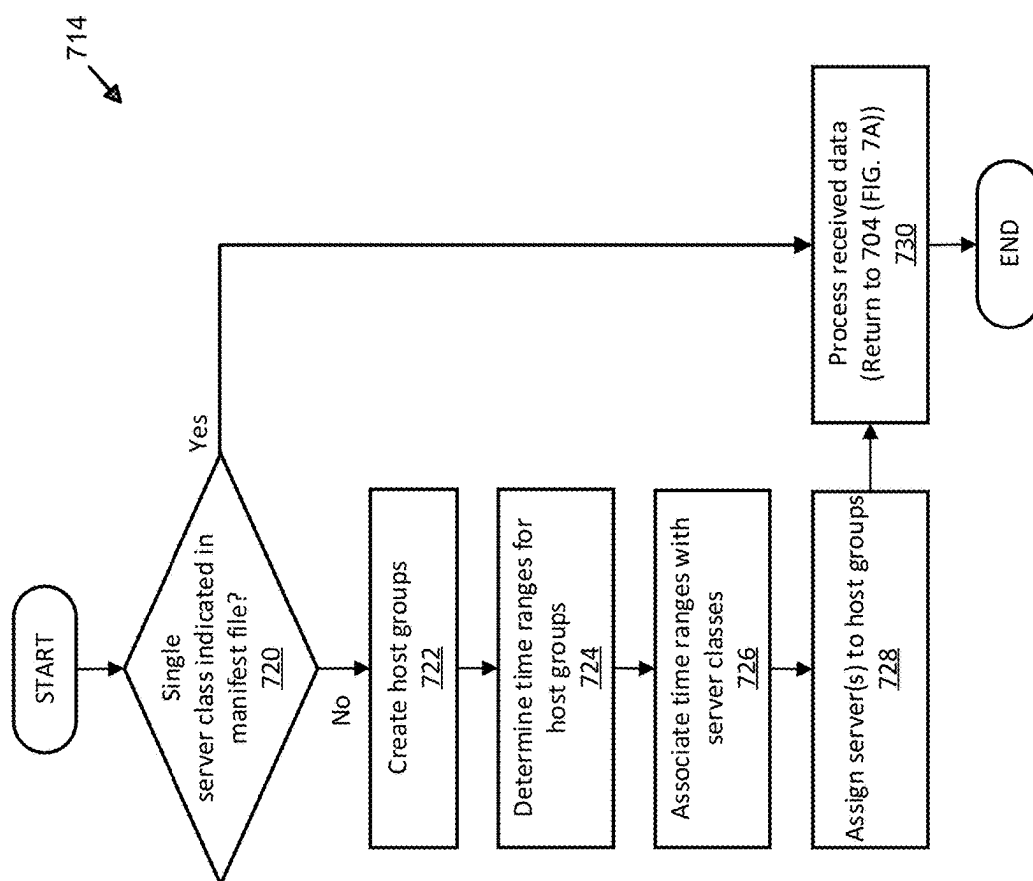 714
START
Single
server class indicated in
manifest file?
720
Yes
No
Create host groups
722
Determine time ranges for
host groups
724
Associate time ranges with
server classes
726
Assign server(s) to host groups
728
Process received data
(Return to 704 (FIG. 7A))
730
END